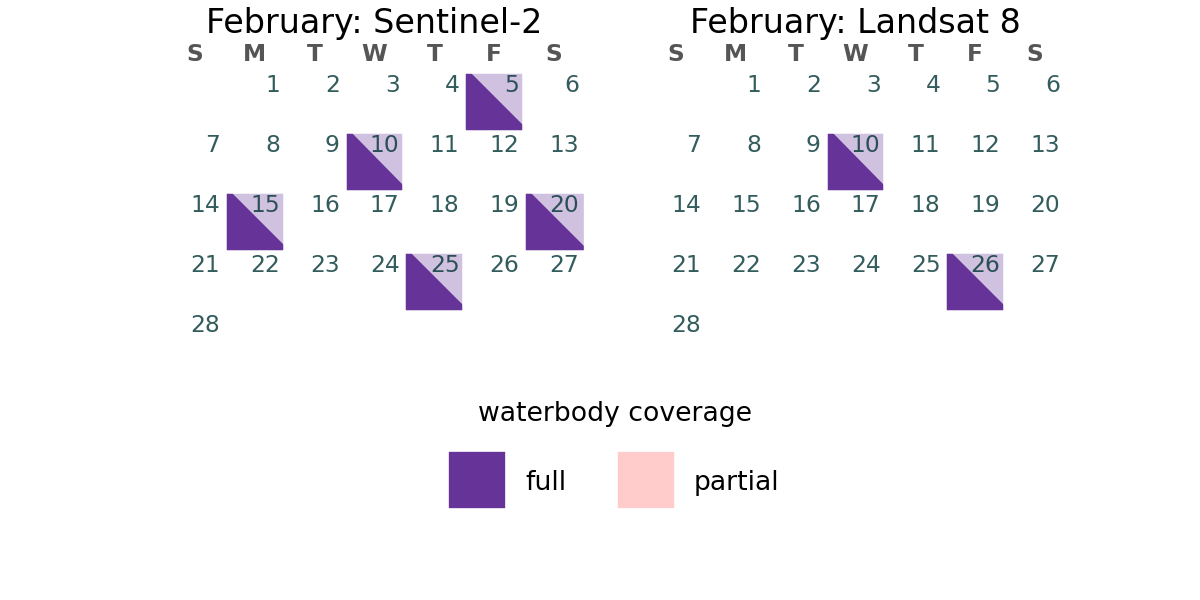 February: Sentinel-2
S M T W T F S
1 2 3 4 5 6
7 8 9 10 11 12 13
14 15 16 17 18 19 20
21 22 23 24 25 26 27
28
February: Landsat 8
S M T W T F S
1 2 3 4 5 6
7 8 9 10 11 12 13
14 15 16 17 18 19 20
21 22 23 24 25 26 27
28
waterbody coverage
full partial